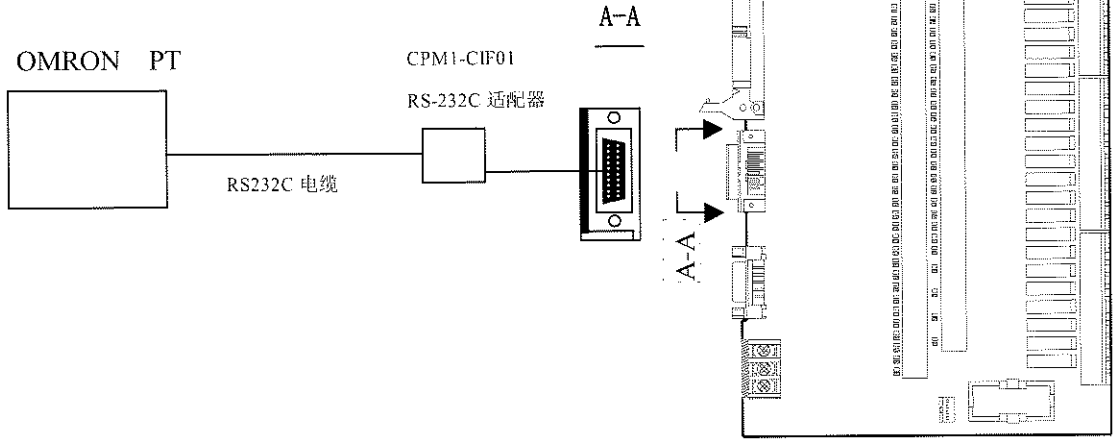 A-A
OMRON PT
CPM1-CIF01
RS-232C 适配器
RS232C 电缆
A-A